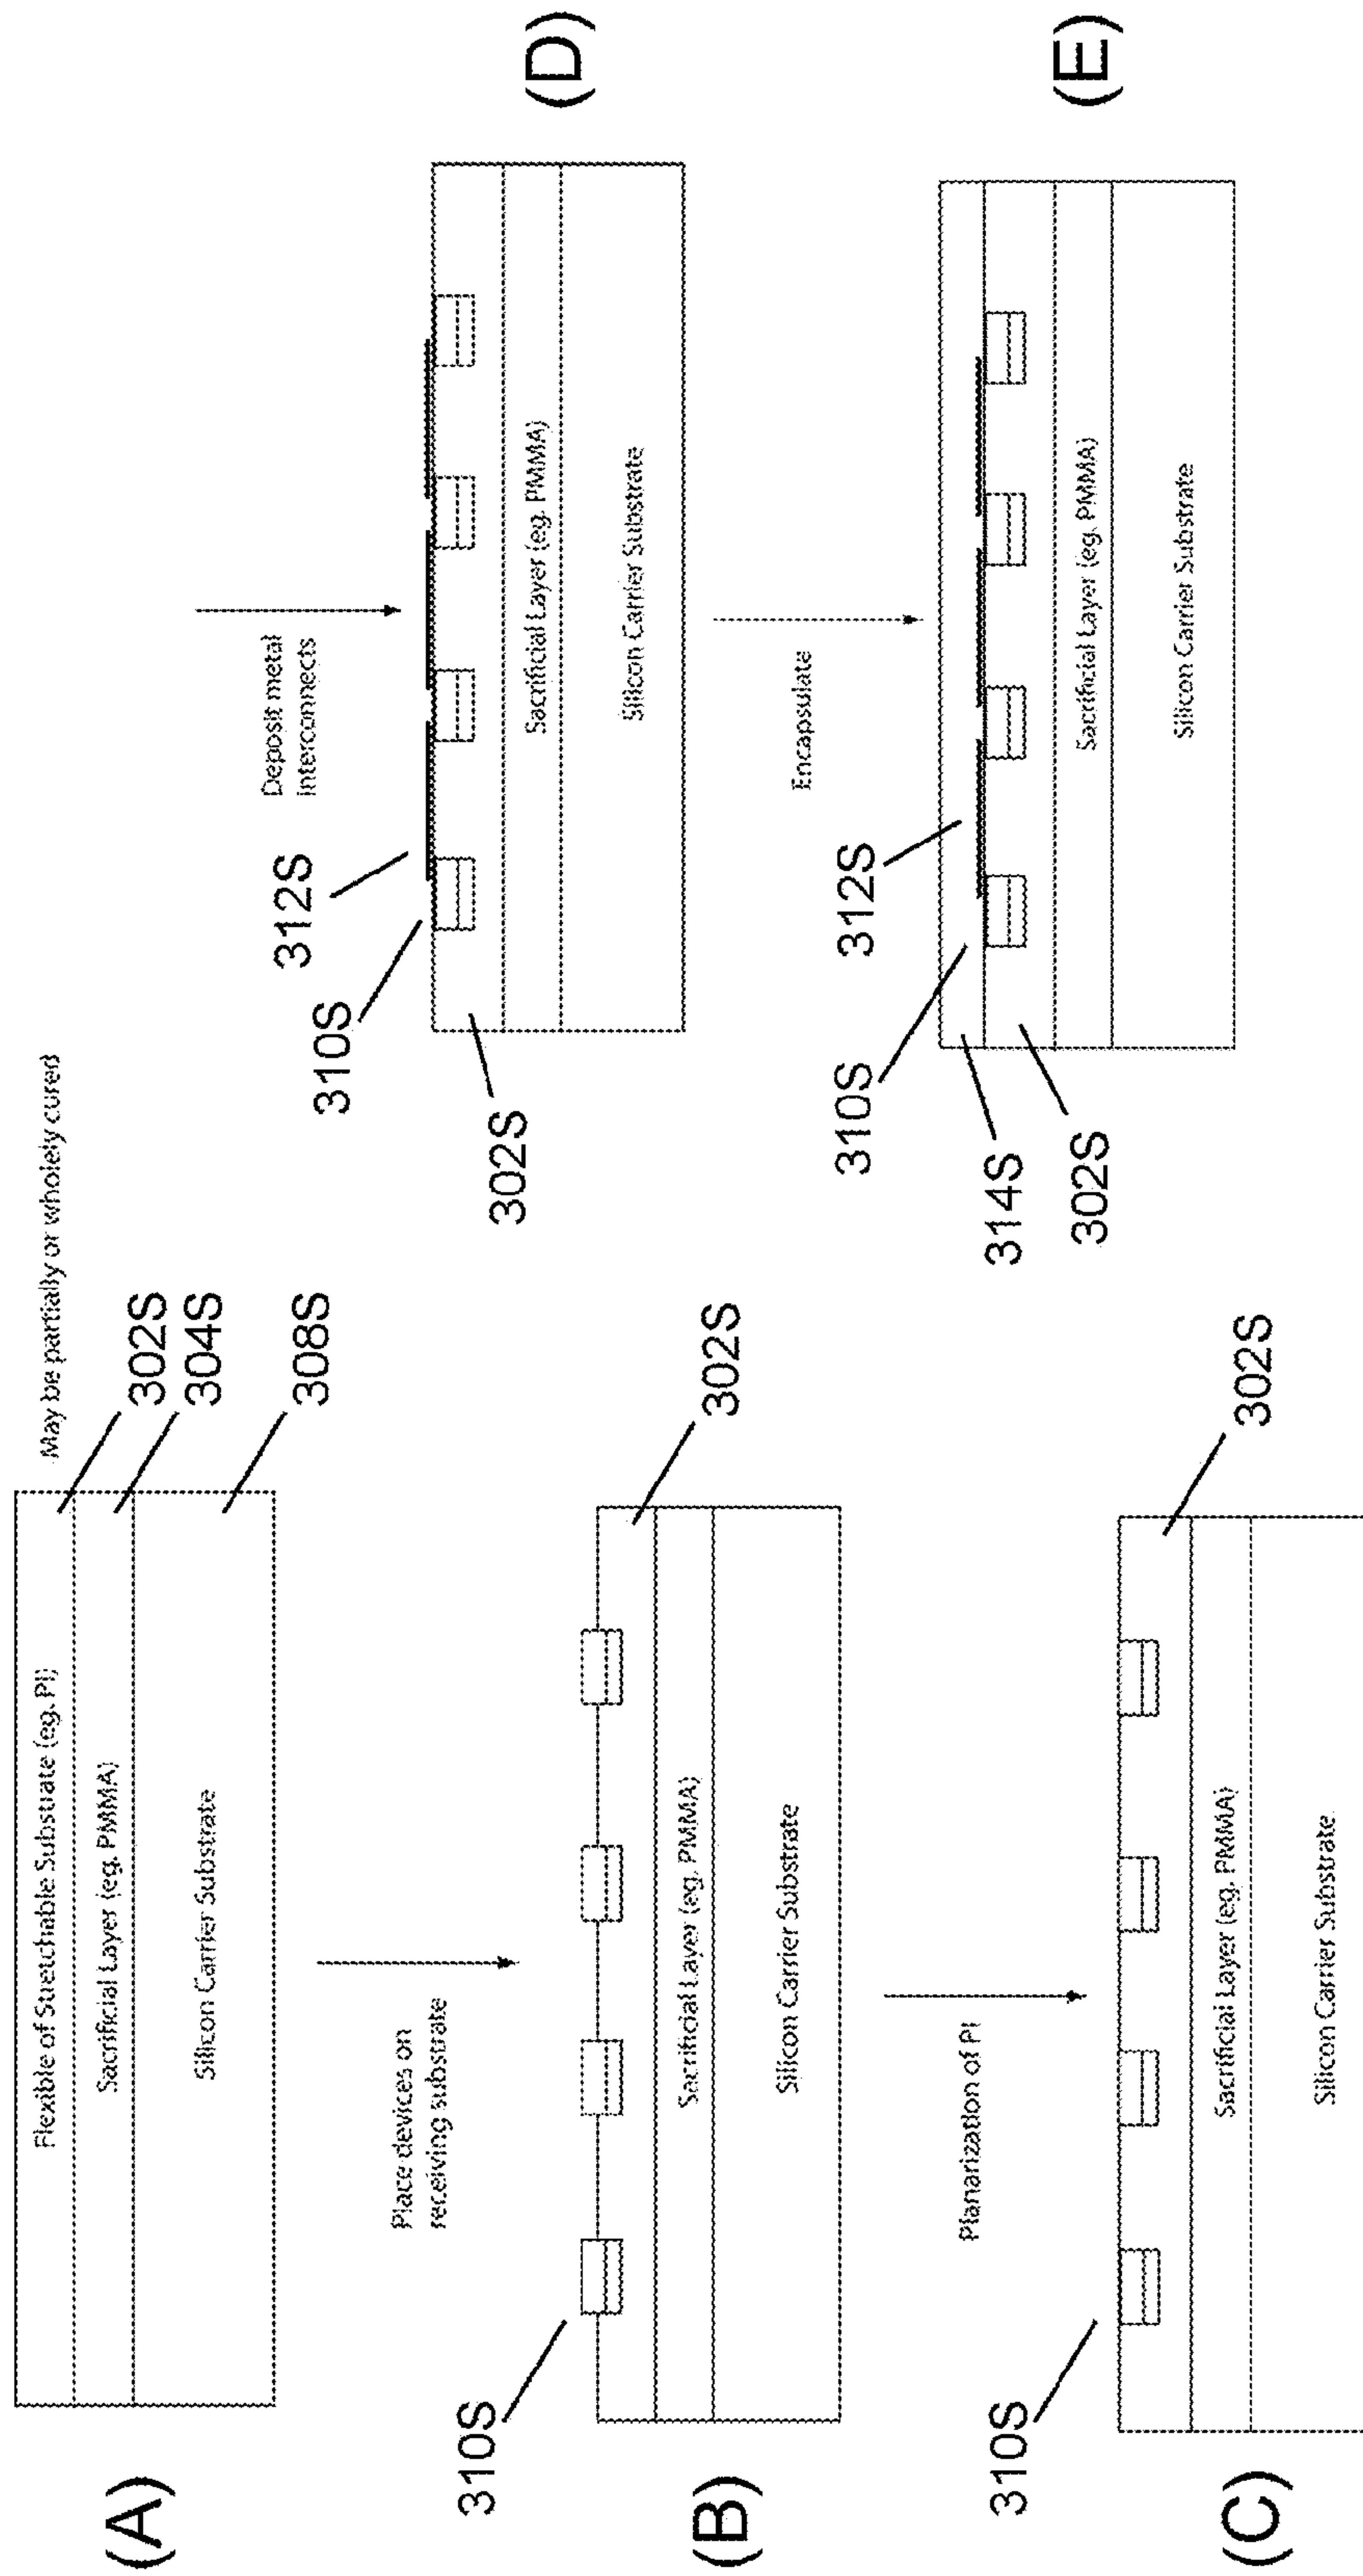 (A)
Flexible of Stretchable Substrate (eg. PI)
Sacrificial Layer (eg. PMMA)
Silicon Carrier Substrate
May be partially or wholely cured
302S
304S
308S
Place devices on
receiving substrate
310S
(B)
Sacrificial Layer (eg. PMMA)
Silicon Carrier Substrate
302S
Planarization of PI
310S
(C)
Sacrificial Layer (eg. PMMA)
Silicon Carrier Substrate
302S
Deposit metal
interconnects
312S
310S
302S
Sacrificial Layer (eg. PMMA)
Silicon Carrier Substrate
(D)
Encapsulate
312S
310S
314S
302S
Sacrificial Layer (eg. PMMA)
Silicon Carrier Substrate
(E)